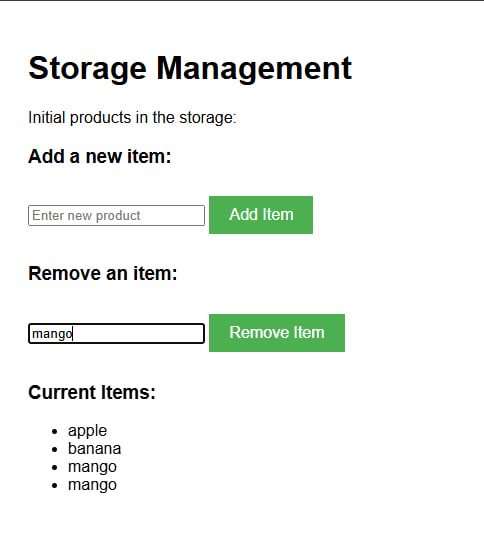 Storage Management
Initial products in the storage:
Add a new item:
Enter new product Add Item
Remove an item:
mango Remove Item
Current Items:
apple
banana
mango
mango